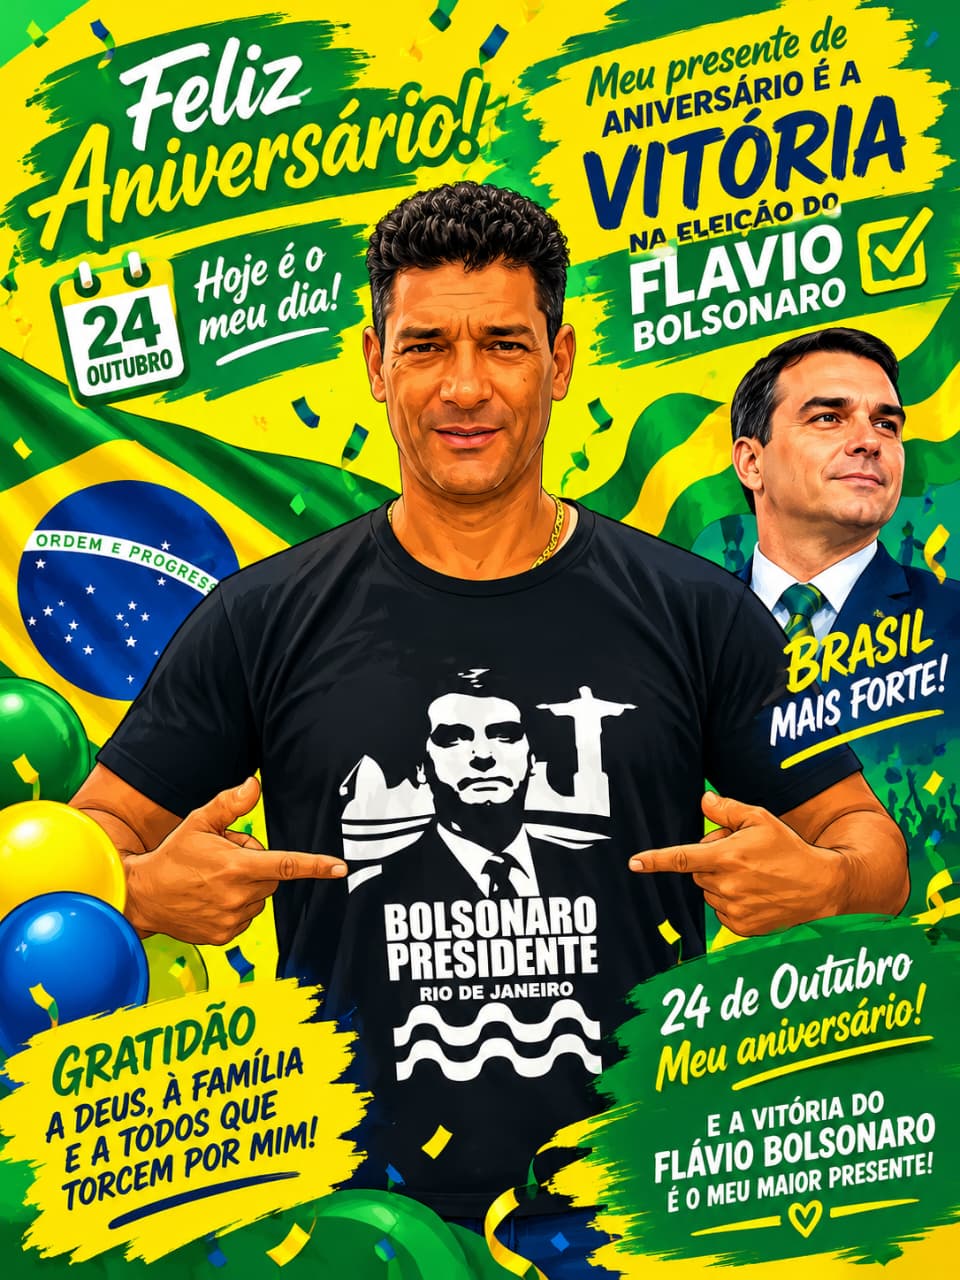 Feliz
Aniversário!
24
OUTUBRO
Hoje é o
meu dia!
Meu presente de
ANIVERSÁRIO É A
VITÓRIA
NA ELEIÇÃO DO
FLAVIO
BOLSONARO
ORDEM E PROGRESS
BRASIL
MAIS FORTE!
BOLSONARO
PRESIDENTE
RIO DE JANEIRO
GRATIDÃO
A DEUS, À FAMÍLIA
E A TODOS QUE
TORCEM POR MIM!
24 de Outubro
Meu aniversário!
E A VITÓRIA DO
FLÁVIO BOLSONARO
É O MEU MAIOR PRESENTE!